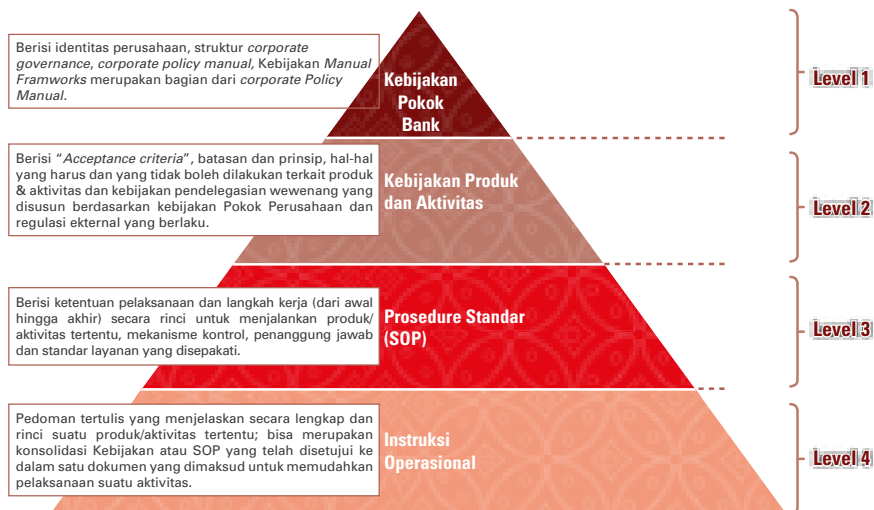 Berisi identitas perusahaan, struktur corporate
governance, corporate policy manual, Kebijakan Manual
Framworks merupakan bagian dari corporate Policy
Manual.
Kebijakan
Pokok
Bank
Level 1
Berisi “Acceptance criteria”, batasan dan prinsip, hal-hal
yang harus dan yang tidak boleh dilakukan terkait produk
& aktivitas dan kebijakan pendelegasian wewenang yang
disusun berdasarkan kebijakan Pokok Perusahaan dan
regulasi ekternal yang berlaku.
Kebijakan Produk
dan Aktivitas
Level 2
Berisi ketentuan pelaksanaan dan langkah kerja (dari awal
hingga akhir) secara rinci untuk menjalankan produk/
aktivitas tertentu, mekanisme kontrol, penanggung jawab
dan standar layanan yang disepakati.
Prosedure Standar
(SOP)
Level 3
Pedoman tertulis yang menjelaskan secara lengkap dan
rinci suatu produk/aktivitas tertentu; bisa merupakan
konsolidasi Kebijakan atau SOP yang telah disetujui ke
dalam satu dokumen yang dimaksud untuk memudahkan
pelaksanaan suatu aktivitas.
Instruksi
Operasional
Level 4